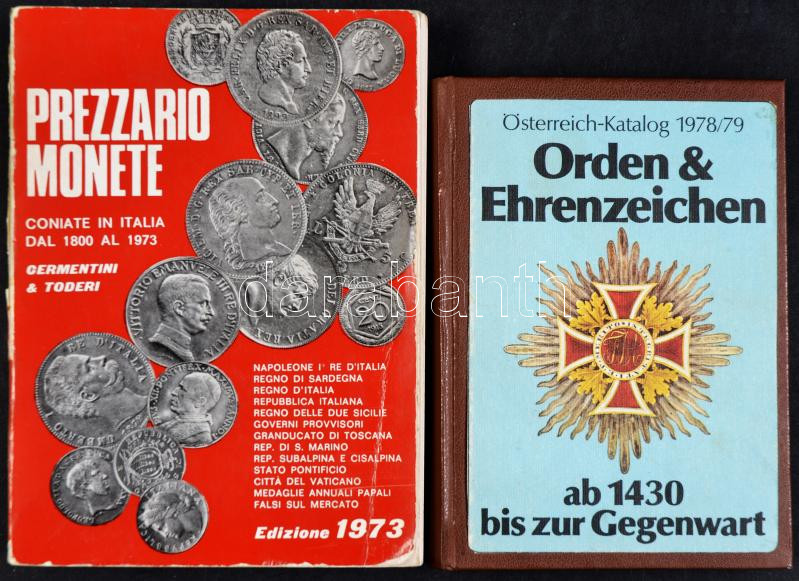 PREZZARIO
MONETE
CONIATE IN ITALIA
DAL 1800 AL 1973
GERMENTINI
& TODERI
NAPOLEONE I° RE D'ITALIA
REGNO DI SARDEGNA
REGNO D'ITALIA
REPUBBLICA ITALIANA
REGNO DELLE DUE SICILIE
GOVERNI PROVVISORI
GRANDUCATO DI TOSCANA
REP. DI S. MARINO
REP. SUBALPINA E CISALPINA
STATO PONTIFICIO
CITTÀ DEL VATICANO
MEDAGLIE ANNUALI PAPALI
FALSI SUL MERCATO
Edizione 1973
Österreich-Katalog 1978/79
Orden &
Ehrenzeichen
ab 1430
bis zur Gegenwart
darabanth